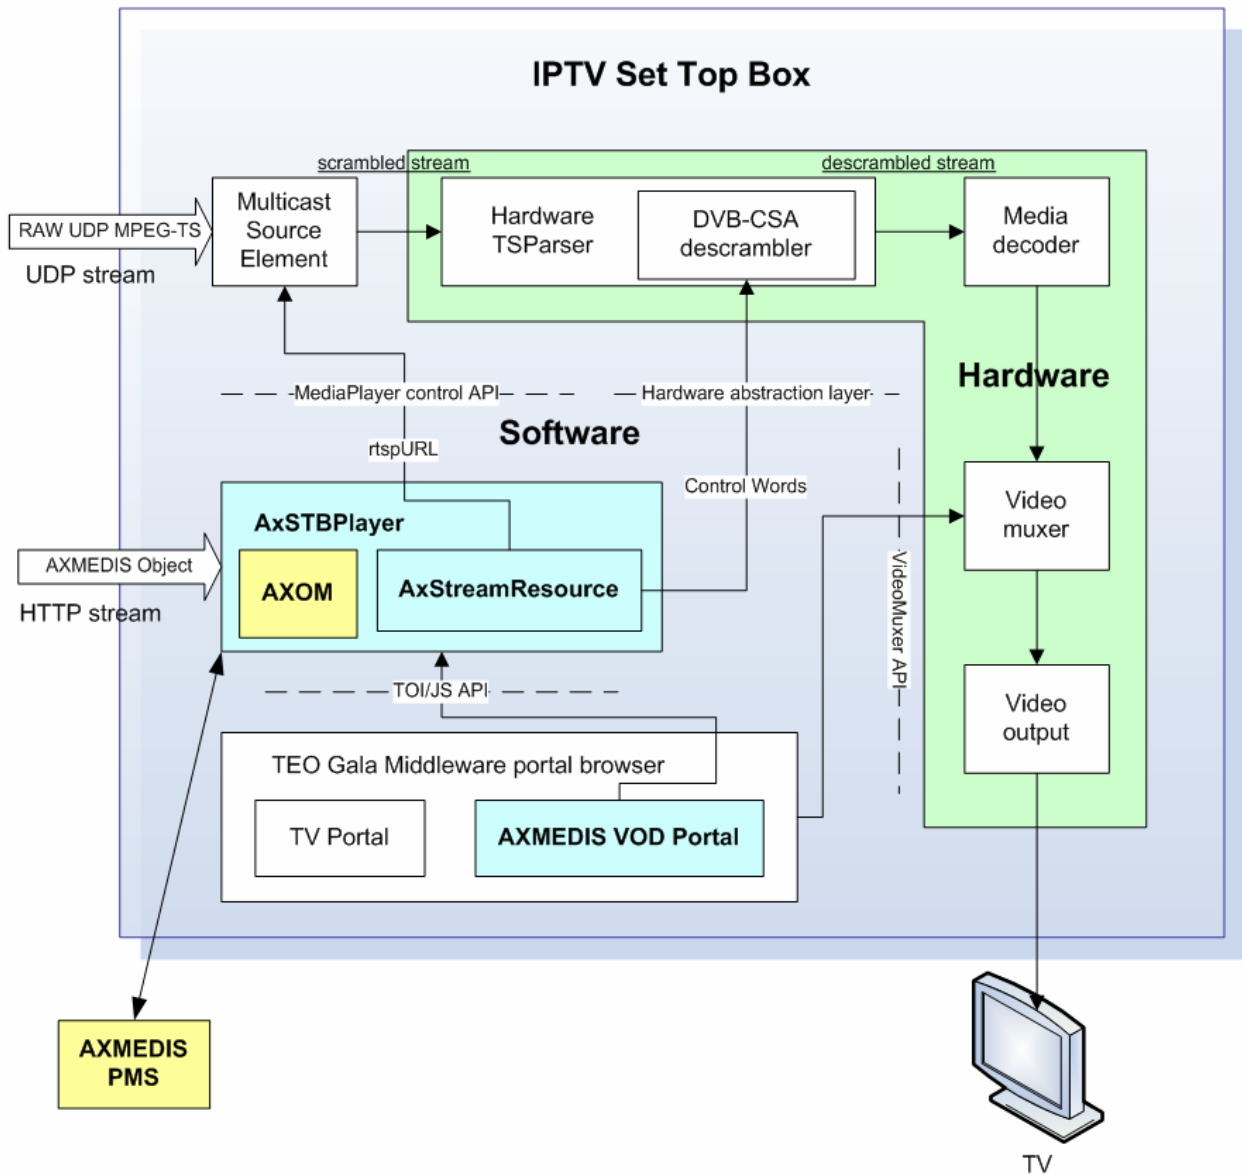 IPTV Set Top Box
scrambled stream
descrambled stream
RAW UDP MPEG-TS
UDP stream
Multicast
Source
Element
Hardware
TSParser
DVB-CSA
descrambler
Media
decoder
Hardware
MediaPlayer control API
Hardware abstraction layer
Software
rtspURL
Control Words
Video
muxer
VideoMuxer API
AxSTBPlayer
AXOM
AxStreamResource
AXMEDIS Object
HTTP stream
TOI/JS API
Video
output
TEO Gala Middleware portal browser
TV Portal
AXMEDIS VOD Portal
AXMEDIS
PMS
TV